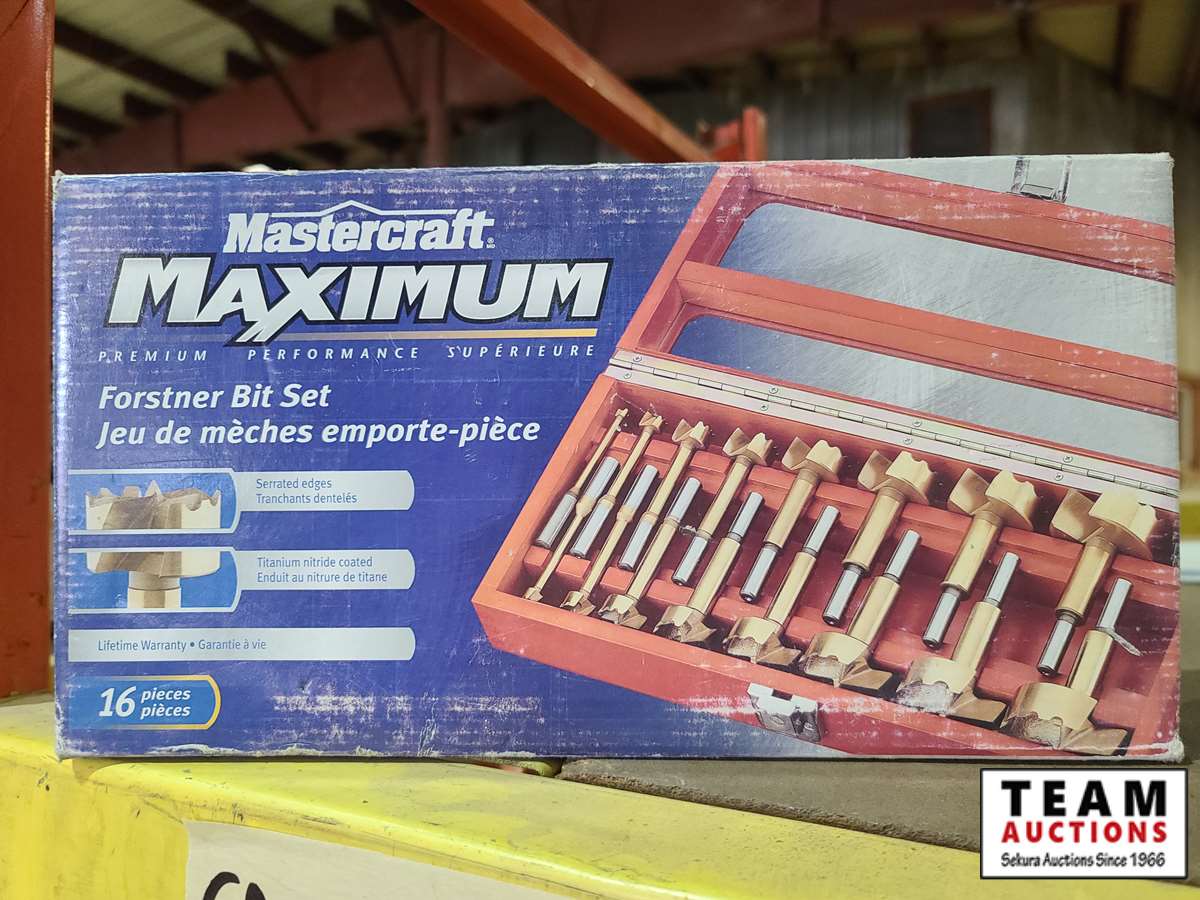 Mastercraft
MAXIMUM
PREMIUM PERFORMANCE SUPÉRIEURE
Forstner Bit Set
Jeu de mèches emporte-pièce
Serrated edges
Tranchants dentelés
Titanium nitride coated
Enduit au nitrure de titane
Lifetime Warranty • Garantie à vie
16 pieces
pièces
TEAM
AUCTIONS
Sekura Auctions Since 1966